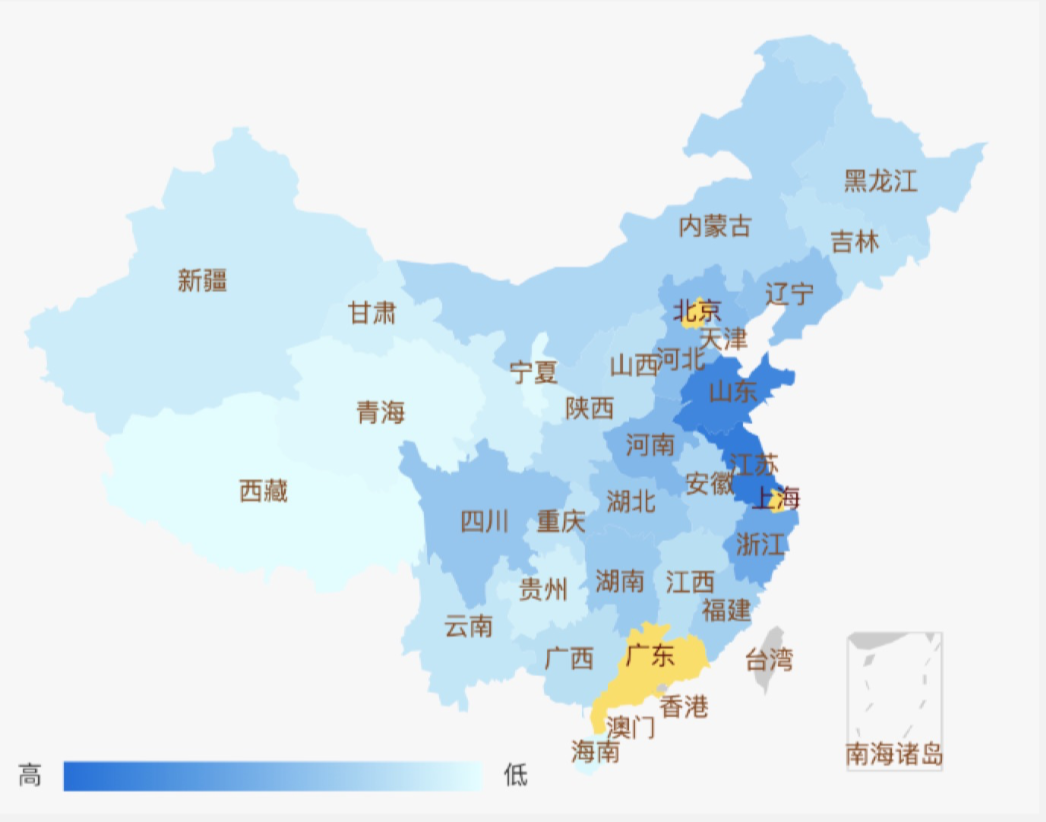 黑龙江
内蒙古
吉林
新疆
辽宁
甘肃
北京
天津
河北
山西
宁夏
山东
陕西
青海
河南
江苏
安徽
西藏
上海
湖北
四川
重庆
浙江
湖南
江西
贵州
福建
云南
广东
广西
台湾
香港
澳门
海南
南海诸岛
高
低